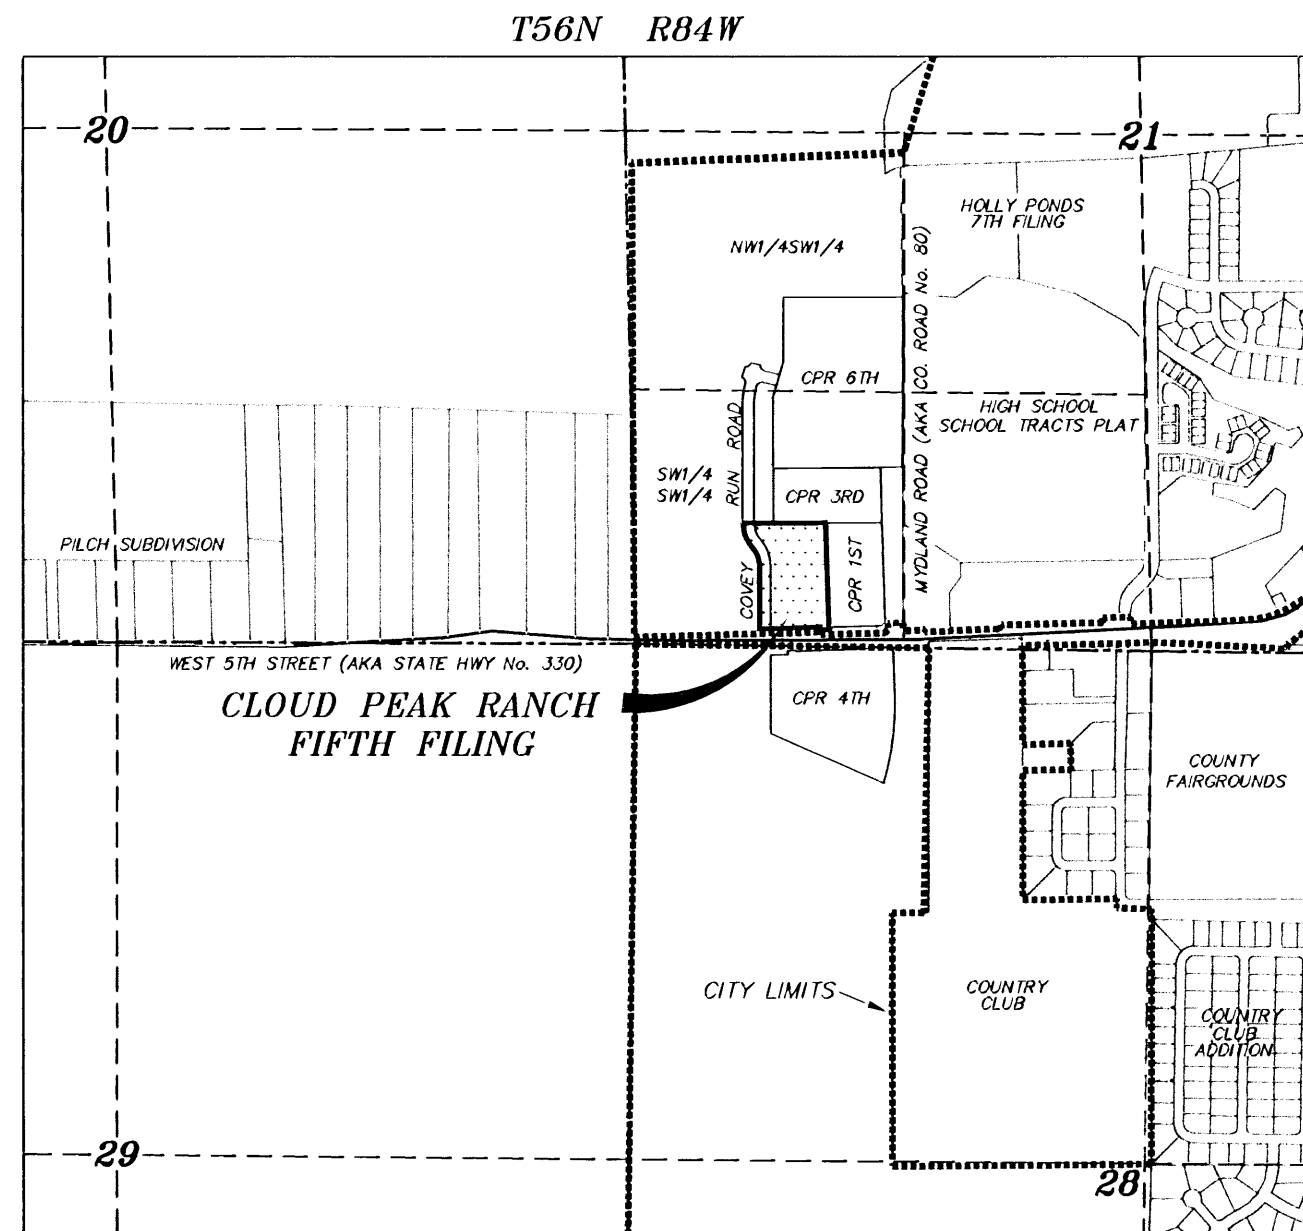 T56N R84W
20
21
HOLLY PONDS
7TH FILING
NW1/4SW1/4
MYDLAND ROAD (AKA CO. ROAD No. 80)
CPR 6TH
HIGH SCHOOL
SCHOOL TRACTS PLAT
COVEY RUN ROAD
SW1/4
SW1/4
CPR 3RD
PILCH SUBDIVISION
CPR 1ST
WEST 5TH STREET (AKA STATE HWY No. 330)
CLOUD PEAK RANCH
FIFTH FILING
CPR 4TH
COUNTY
FAIRGROUNDS
CITY LIMITS
COUNTRY
CLUB
COUNTRY
CLUB
ADDITION
29
28